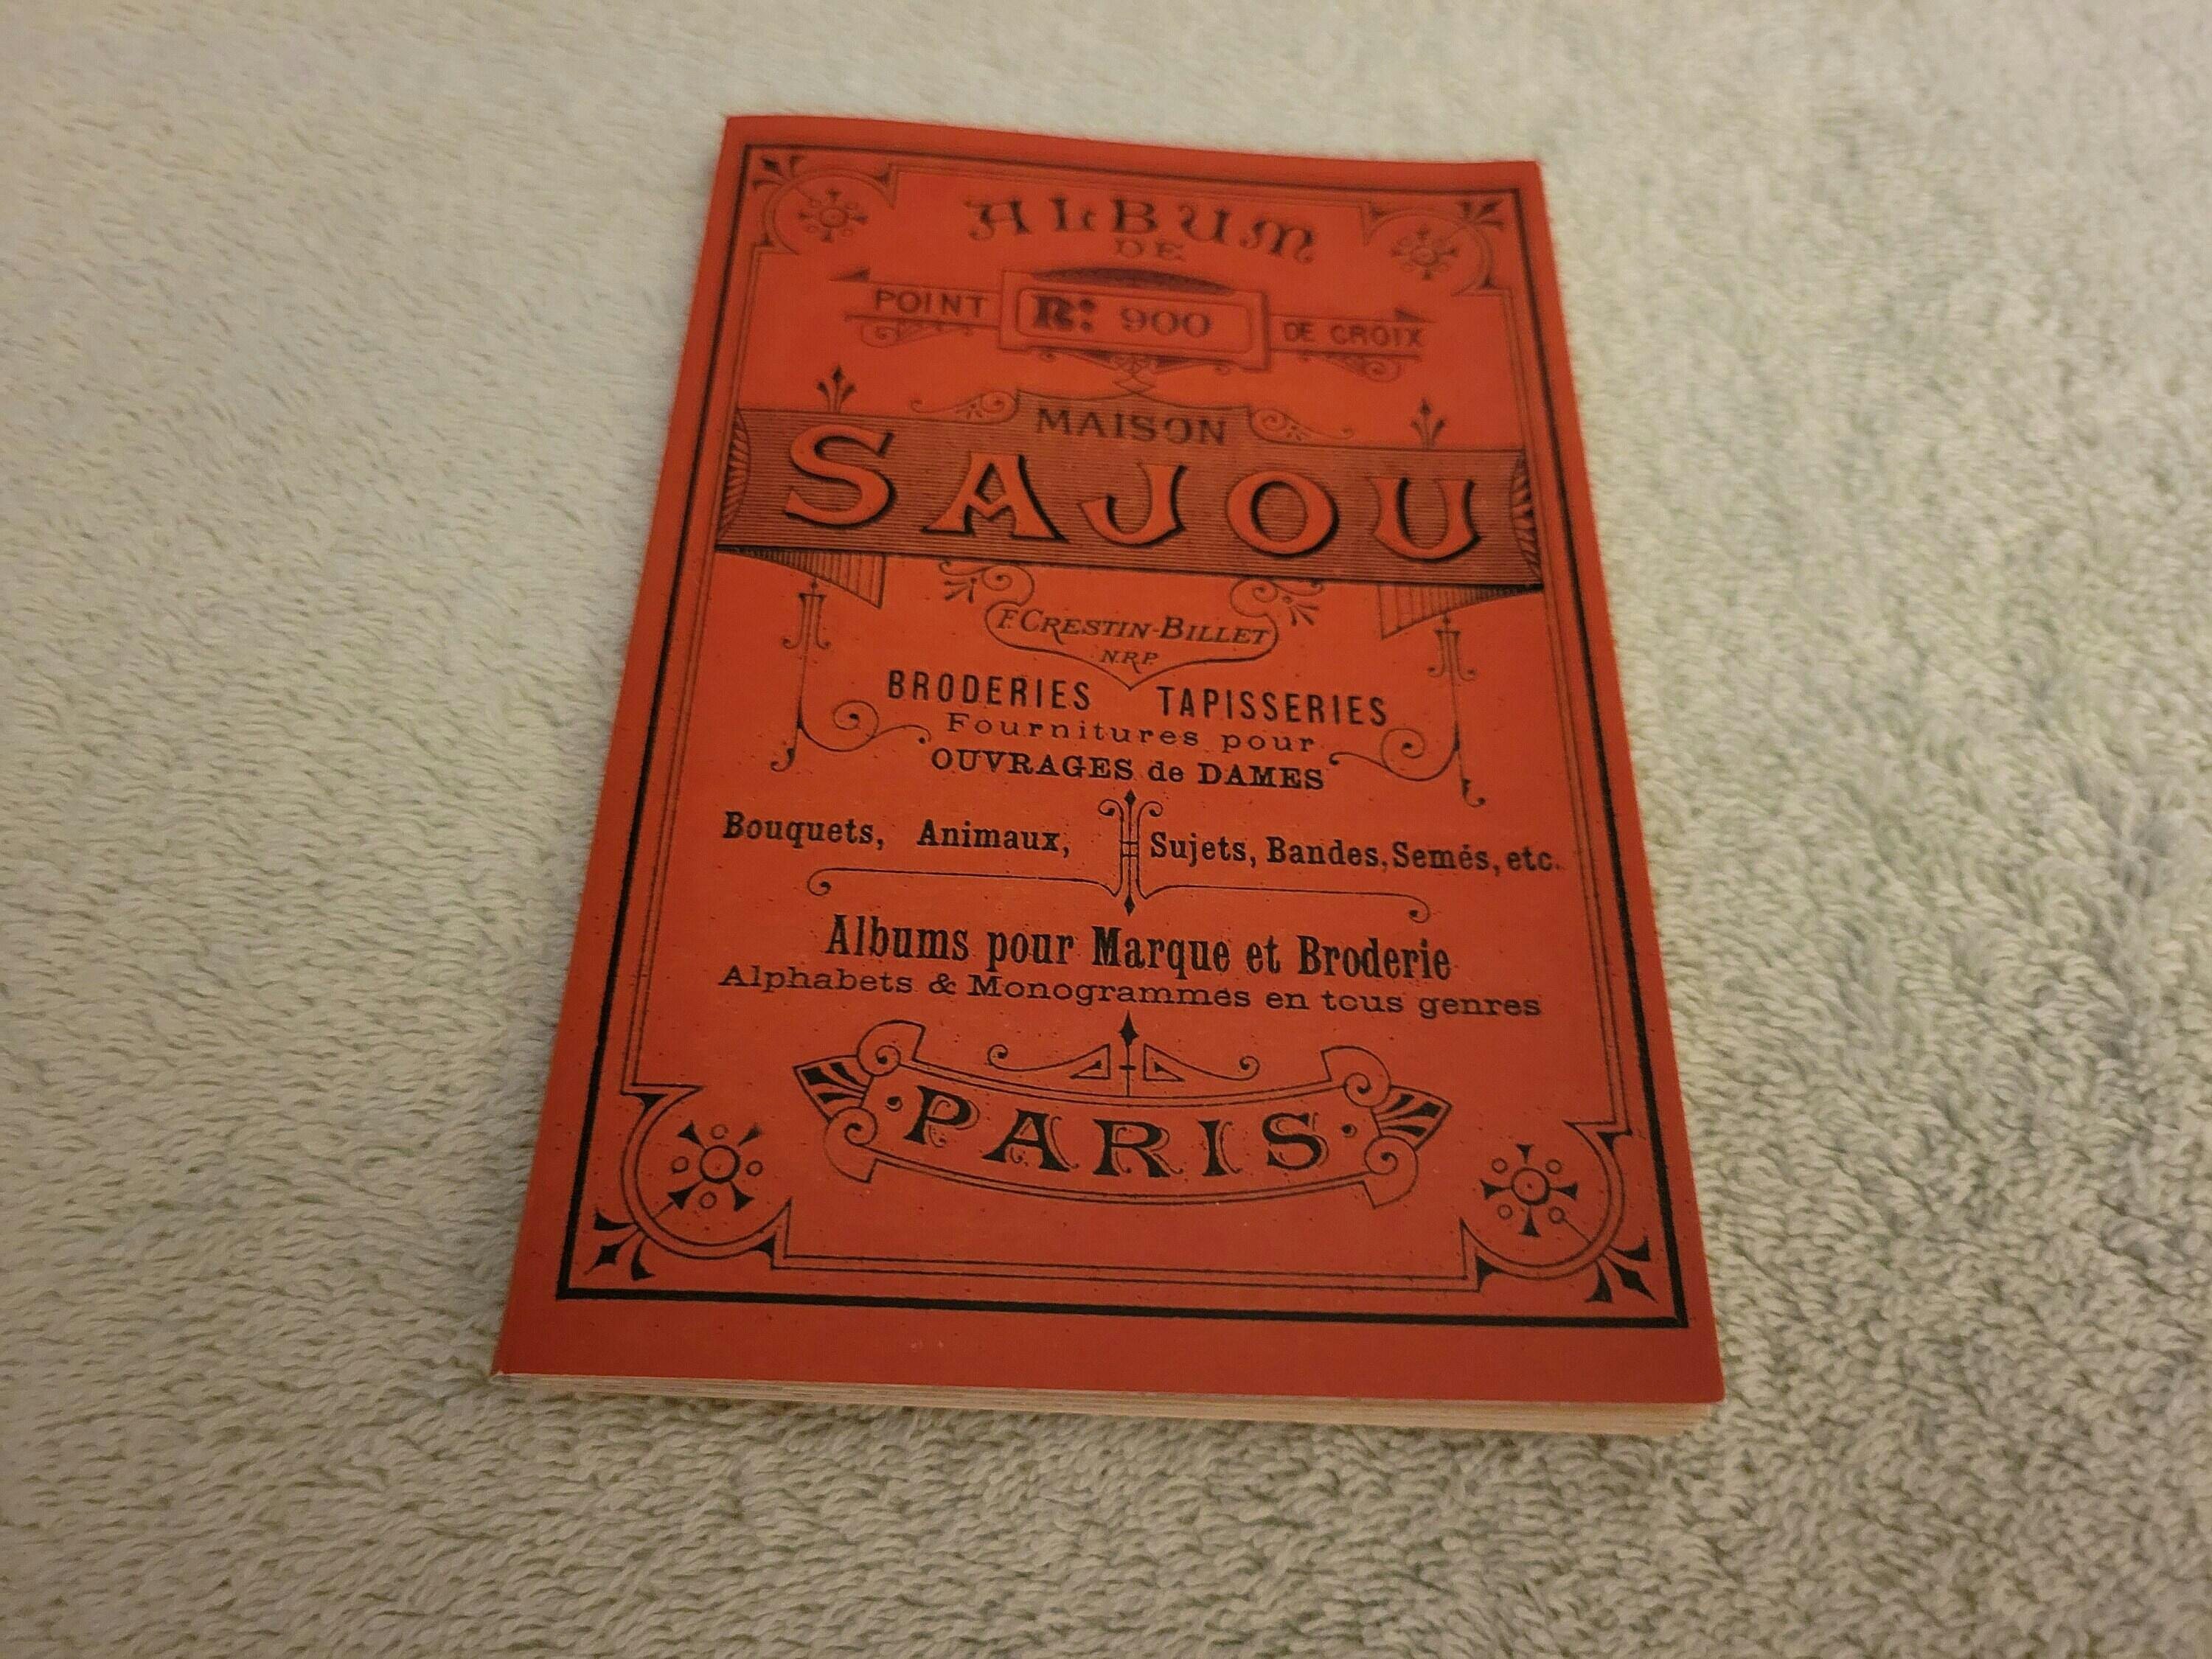 ALBUM
DE
POINT Rº 900 DE CROIX
MAISON
SAJOU
F. CRESTIN-BILLET
N.R.P.
BRODERIES TAPISSERIES
Fournitures pour
OUVRAGES de DAMES
Bouquets, Animaux, Sujets, Bandes, Semés, etc.
Albums pour Marque et Broderie
Alphabets & Monogrammes en tous genres
PARIS